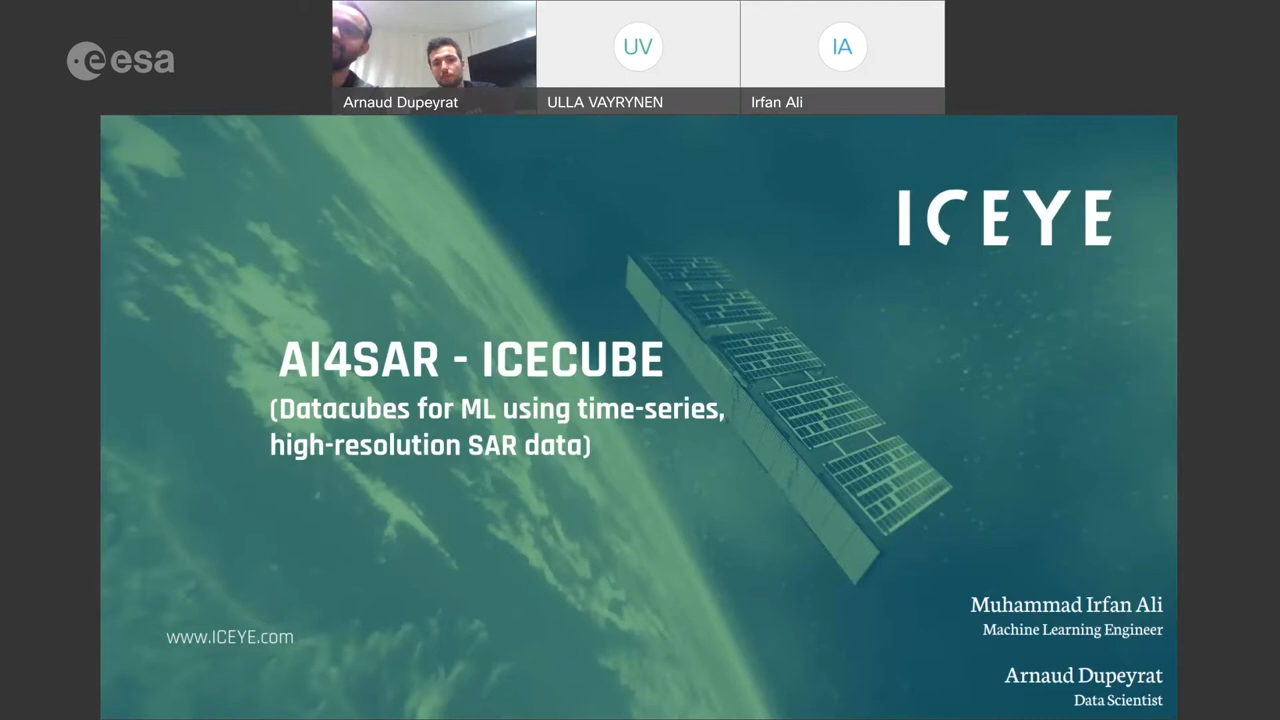 esa
UV
IA
Arnaud Dupeyrat
ULLA VAYRYNEN
Irfan Ali
ICEYE
AI4SAR - ICECUBE
(Datacubes for ML using time-series,
high-resolution SAR data)
Muhammad Irfan Ali
Machine Learning Engineer
www.ICEYE.com
Arnaud Dupeyrat
Data Scientist